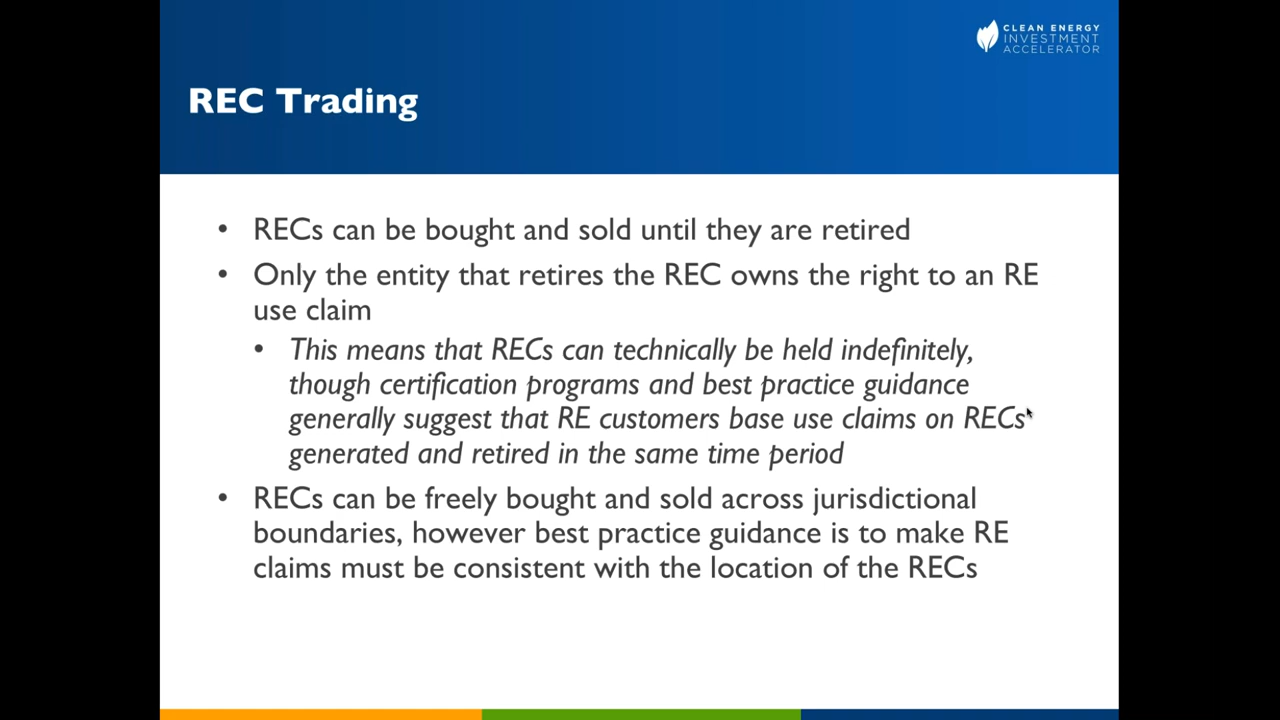 CLEAN ENERGY
INVESTMENT
ACCELERATOR
REC Trading
• RECs can be bought and sold until they are retired
• Only the entity that retires the REC owns the right to an RE
use claim
• This means that RECs can technically be held indefinitely,
though certification programs and best practice guidance
generally suggest that RE customers base use claims on RECs
generated and retired in the same time period
• RECs can be freely bought and sold across jurisdictional
boundaries, however best practice guidance is to make RE
claims must be consistent with the location of the RECs